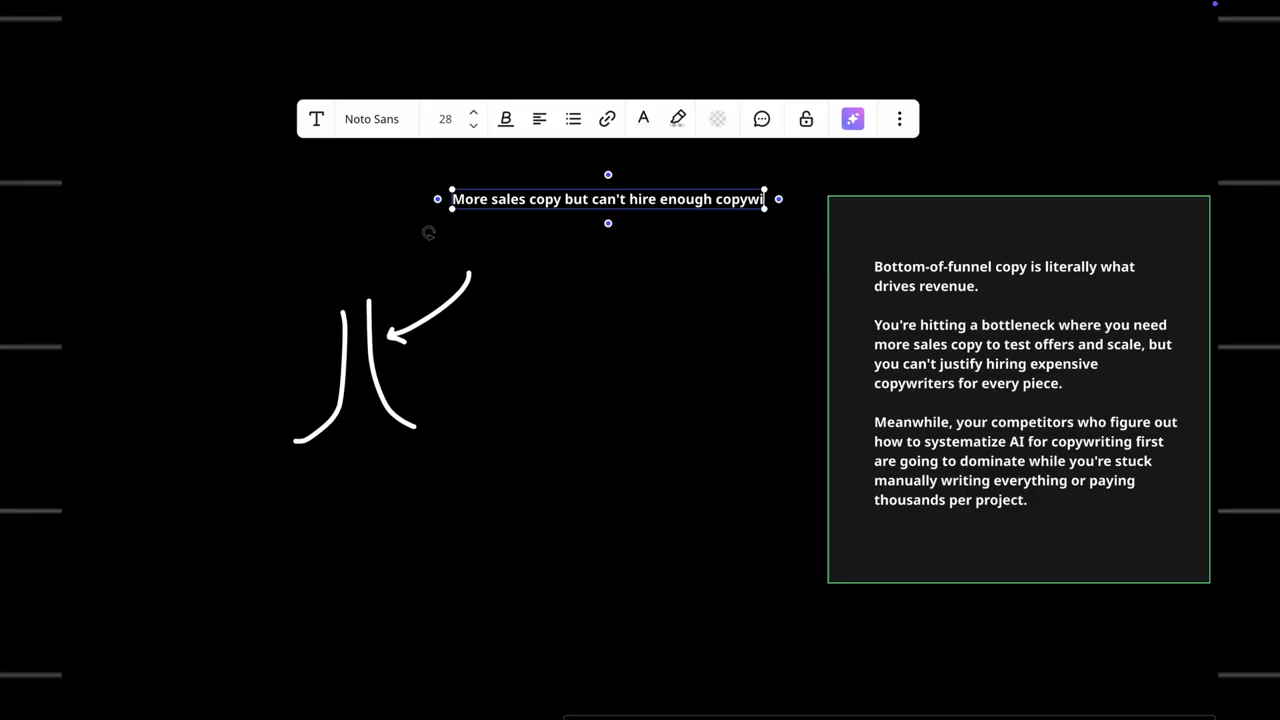 Noto Sans
28
B
A
More sales copy but can't hire enough copywi
Bottom-of-funnel copy is literally what
drives revenue.
You're hitting a bottleneck where you need
more sales copy to test offers and scale, but
you can't justify hiring expensive
copywriters for every piece.
Meanwhile, your competitors who figure out
how to systematize AI for copywriting first
are going to dominate while you're stuck
manually writing everything or paying
thousands per project.